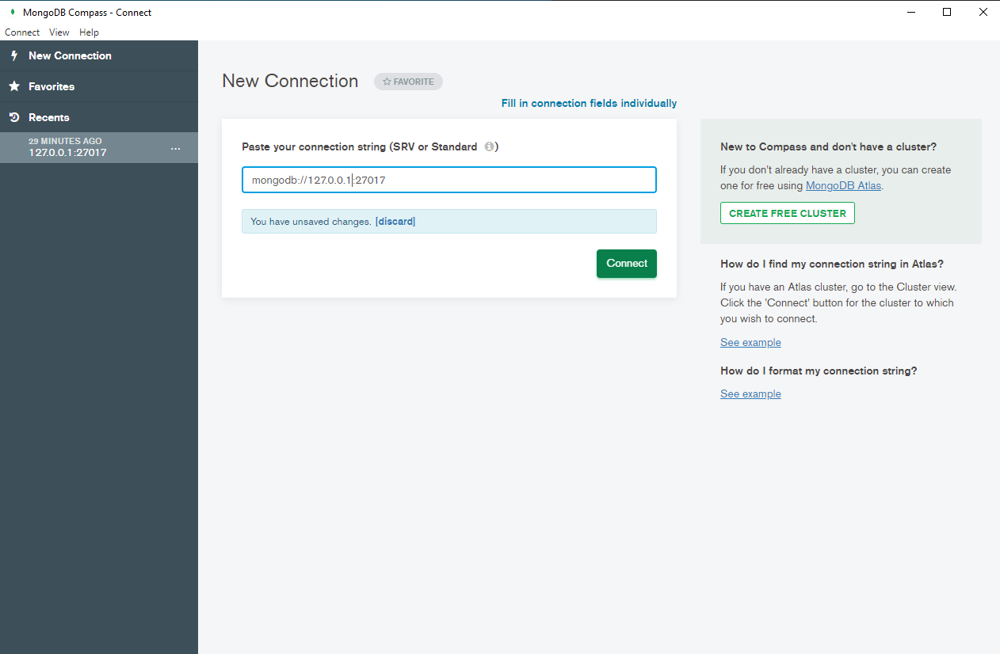 MongoDB Compass - Connect
Connect View Help
New Connection
Favorites
Recents
29 MINUTES AGO
127.0.0.1:27017
...
New Connection
FAVORITE
Fill in connection fields individually
Paste your connection string (SRV or Standard i)
mongodb://127.0.0.1:27017
You have unsaved changes. [discard]
Connect
New to Compass and don't have a cluster?
If you don't already have a cluster, you can create
one for free using MongoDB Atlas.
CREATE FREE CLUSTER
How do I find my connection string in Atlas?
If you have an Atlas cluster, go to the Cluster view.
Click the 'Connect' button for the cluster to which
you wish to connect.
See example
How do I format my connection string?
See example